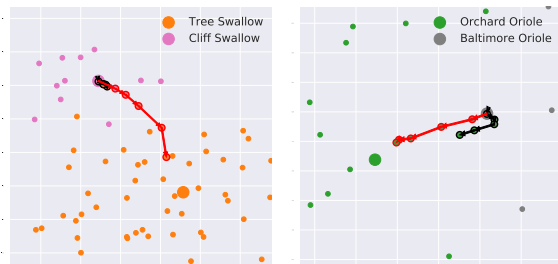 Tree Swallow
Cliff Swallow
Orchard Oriole
Baltimore Oriole